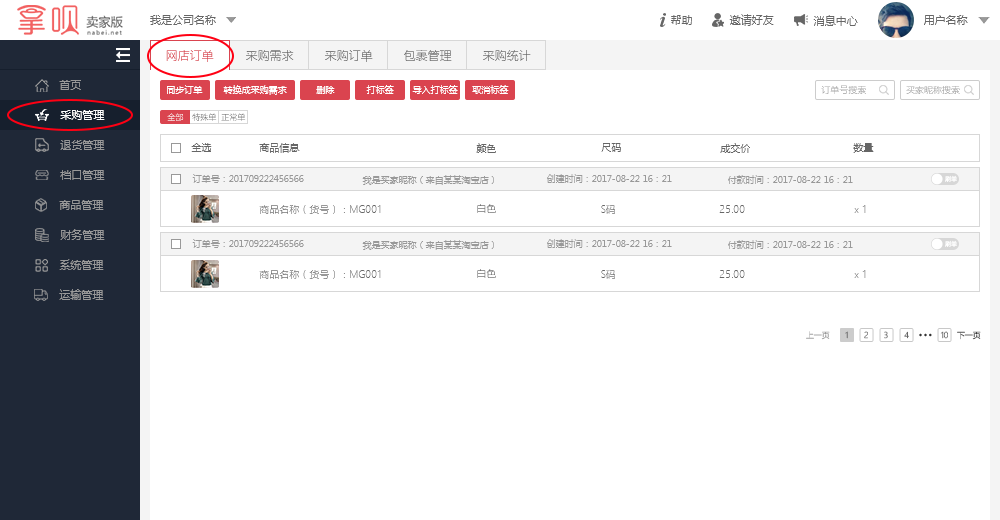 拿呗 卖家版
nabei.net
我是公司名称
帮助 邀请好友 消息中心 用户名称
首页
采购管理
退货管理
档口管理
商品管理
财务管理
系统管理
运输管理
网店订单 采购需求 采购订单 包裹管理 采购统计
同步订单 转换成采购需求 删除 打标签 导入打标签 取消标签 订单号搜索 买家昵称搜索
全部 特殊单 正常单
全选 商品信息 颜色 尺码 成交价 数量
订单号：201709222456566 我是买家昵称（来自某某淘宝店） 创建时间：2017-08-22 16：21 付款时间：2017-08-22 16：21
商品名称（货号）：MG001 白色 S码 25.00 x 1
订单号：201709222456566 我是买家昵称（来自某某淘宝店） 创建时间：2017-08-22 16：21 付款时间：2017-08-22 16：21
商品名称（货号）：MG001 白色 S码 25.00 x 1
上一页 1 2 3 4 ••• 10 下一页